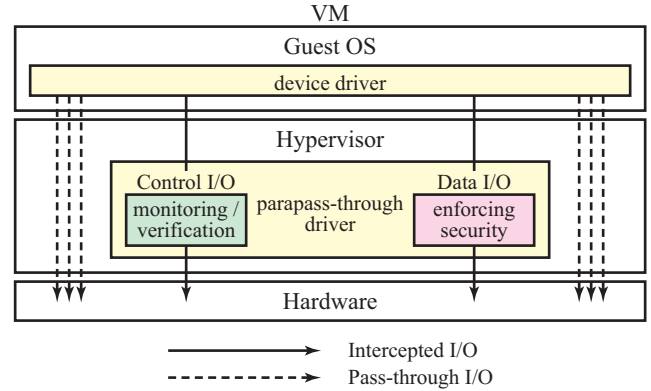 VM
Guest OS
device driver
Hypervisor
Control I/O
monitoring /
verification
parapass-through
driver
Data I/O
enforcing
security
Hardware
Intercepted I/O
Pass-through I/O